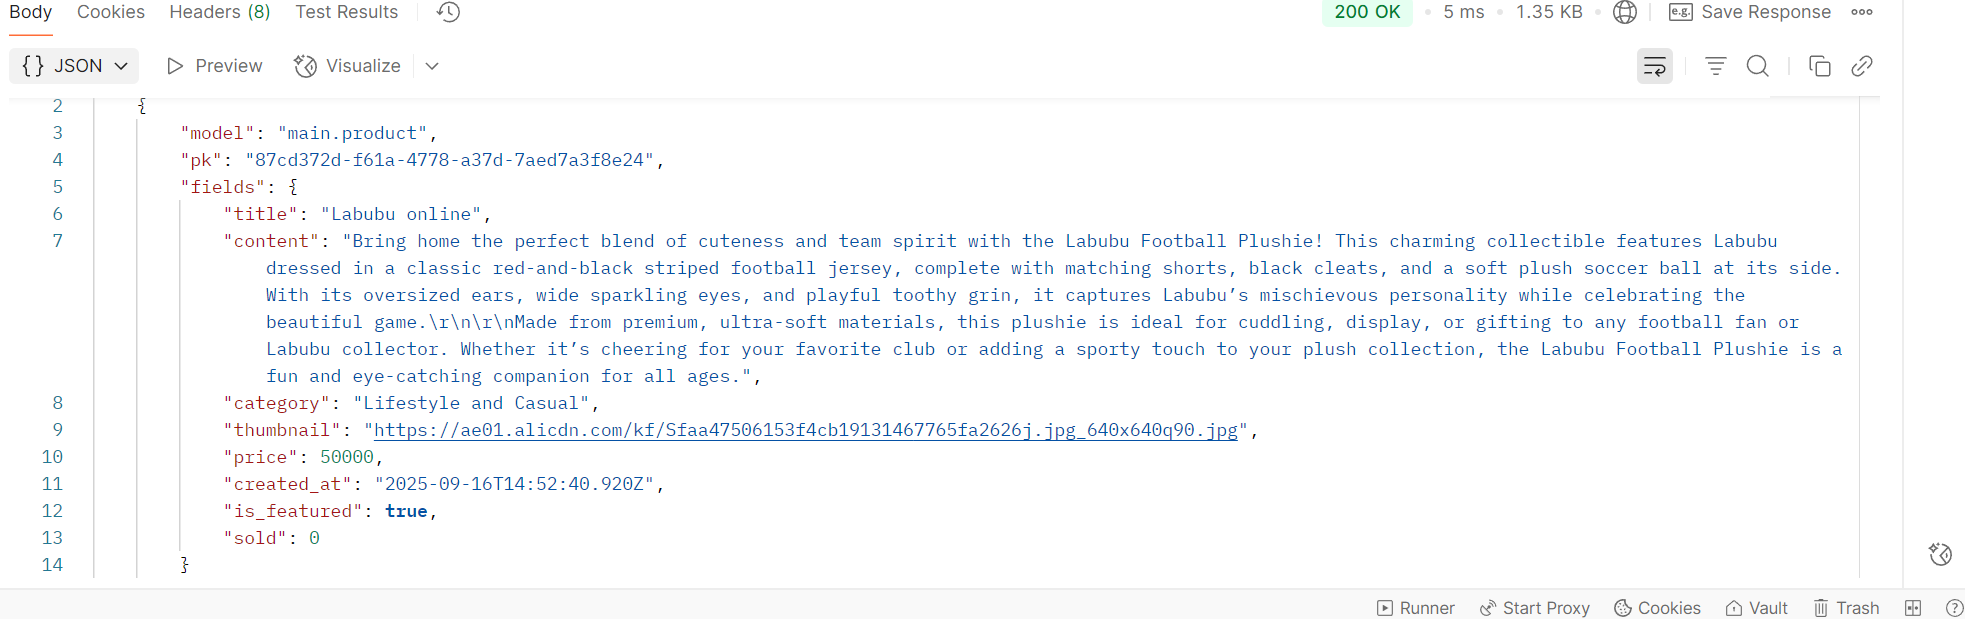 Body Cookies Headers (8) Test Results 200 OK • 5 ms • 1.35 KB • e.g. Save Response
{} JSON Preview Visualize
2 {
3 "model": "main.product",
4 "pk": "87cd372d-f61a-4778-a37d-7aed7a3f8e24",
5 "fields": {
6 "title": "Labubu online",
7 "content": "Bring home the perfect blend of cuteness and team spirit with the Labubu Football Plushie! This charming collectible features Labubu
dressed in a classic red-and-black striped football jersey, complete with matching shorts, black cleats, and a soft plush soccer ball at its side.
With its oversized ears, wide sparkling eyes, and playful toothy grin, it captures Labubu’s mischievous personality while celebrating the
beautiful game.\r\n\r\nMade from premium, ultra-soft materials, this plushie is ideal for cuddling, display, or gifting to any football fan or
Labubu collector. Whether it’s cheering for your favorite club or adding a sporty touch to your plush collection, the Labubu Football Plushie is a
fun and eye-catching companion for all ages.",
8 "category": "Lifestyle and Casual",
9 "thumbnail": "https://ae01.alicdn.com/kf/Sfaa47506153f4cb19131467765fa2626j.jpg_640x640q90.jpg",
10 "price": 50000,
11 "created_at": "2025-09-16T14:52:40.920Z",
12 "is_featured": true,
13 "sold": 0
14 }
Runner Start Proxy Cookies Vault Trash